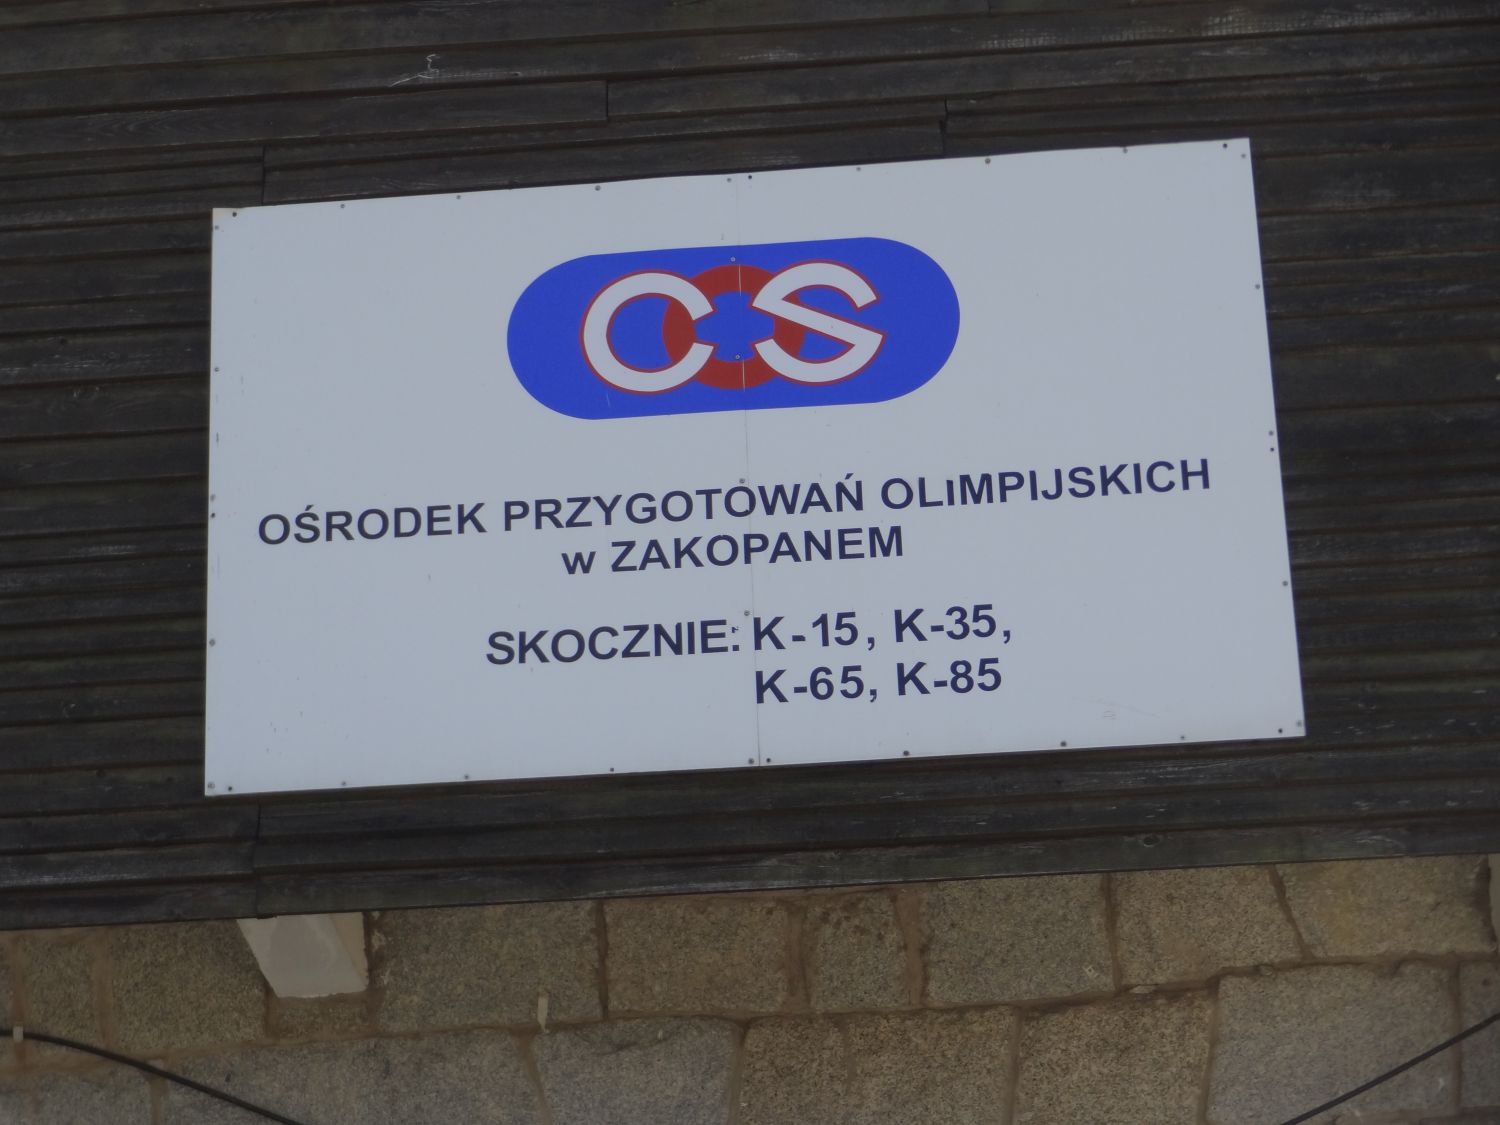 COS
OŚRODEK PRZYGOTOWAŃ OLIMPIJSKICH
w ZAKOPANEM
SKOCZNIE: K-15, K-35,
K-65, K-85